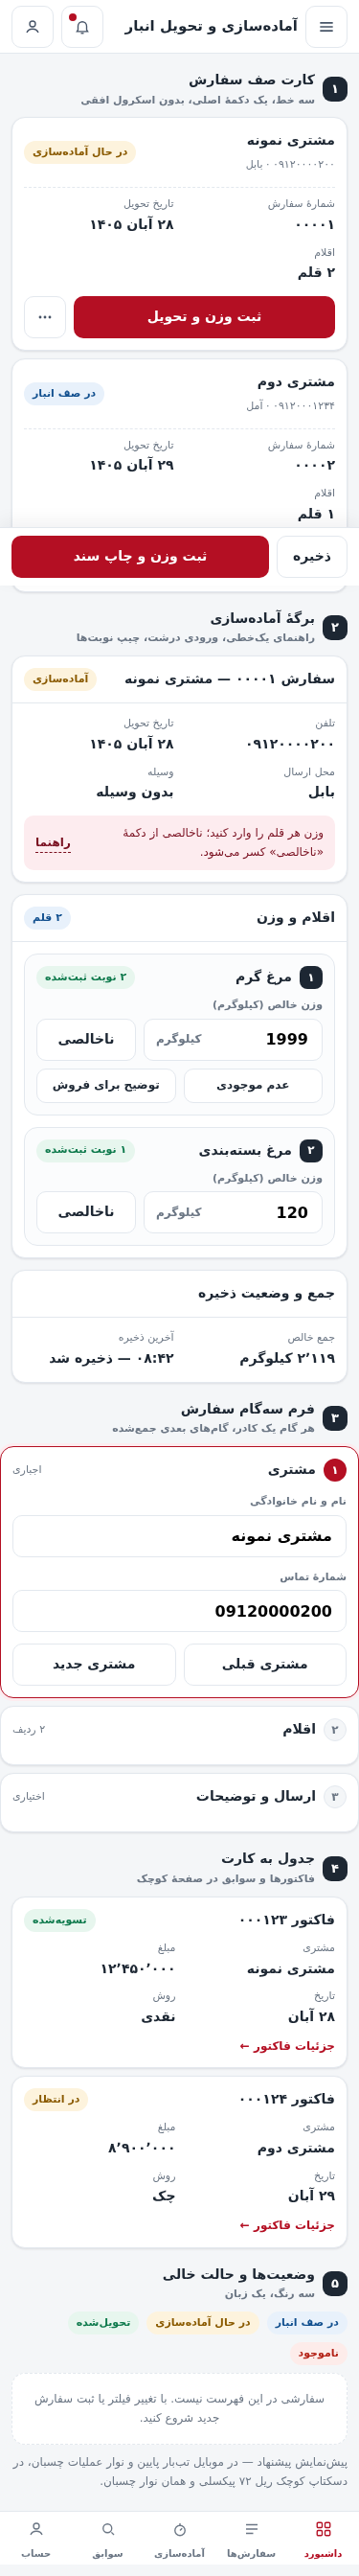 آماده‌سازی و تحویل انبار
۱
کارت صف سفارش
سه خط، یک دکمهٔ اصلی، بدون اسکرول افقی
مشتری نمونه
۰۹۱۲۰۰۰۰۲۰۰ · بابل
در حال آماده‌سازی
شمارهٔ سفارش
تاریخ تحویل
۰۰۰۰۱
۲۸ آبان ۱۴۰۵
اقلام
۲ قلم
ثبت وزن و تحویل
مشتری دوم
۰۹۱۲۰۰۰۱۲۳۴ · آمل
در صف انبار
شمارهٔ سفارش
تاریخ تحویل
۰۰۰۰۲
۲۹ آبان ۱۴۰۵
اقلام
۱ قلم
ذخیره
ثبت وزن و چاپ سند
۲
برگهٔ آماده‌سازی
راهنمای یک‌خطی، ورودی درشت، چیپ نوبت‌ها
سفارش ۰۰۰۰۱ — مشتری نمونه
آماده‌سازی
تلفن
تاریخ تحویل
۰۹۱۲۰۰۰۰۲۰۰
۲۸ آبان ۱۴۰۵
محل ارسال
وسیله
بابل
بدون وسیله
وزن هر قلم را وارد کنید؛ ناخالصی از دکمهٔ
«ناخالصی» کسر می‌شود.
راهنما
اقلام و وزن
۲ قلم
۱
مرغ گرم
۲ نوبت ثبت‌شده
وزن خالص (کیلوگرم)
1999
کیلوگرم
ناخالصی
عدم موجودی
توضیح برای فروش
۲
مرغ بسته‌بندی
۱ نوبت ثبت‌شده
وزن خالص (کیلوگرم)
120
کیلوگرم
ناخالصی
جمع و وضعیت ذخیره
جمع خالص
آخرین ذخیره
۲٬۱۱۹ کیلوگرم
۰۸:۴۲ — ذخیره شد
۳
فرم سه‌گام سفارش
هر گام یک کادر، گام‌های بعدی جمع‌شده
۱
مشتری
اجباری
نام و نام خانوادگی
مشتری نمونه
شمارهٔ تماس
09120000200
مشتری قبلی
مشتری جدید
۲
اقلام
۲ ردیف
۳
ارسال و توضیحات
اختیاری
۴
جدول به کارت
فاکتورها و سوابق در صفحهٔ کوچک
فاکتور ۰۰۰۱۲۳
تسویه‌شده
مشتری
مبلغ
مشتری نمونه
۱۲٬۴۵۰٬۰۰۰
تاریخ
روش
۲۸ آبان
نقدی
جزئیات فاکتور ←
فاکتور ۰۰۰۱۲۴
در انتظار
مشتری
مبلغ
مشتری دوم
۸٬۹۰۰٬۰۰۰
تاریخ
روش
۲۹ آبان
چک
جزئیات فاکتور ←
۵
وضعیت‌ها و حالت خالی
سه رنگ، یک زبان
در صف انبار
در حال آماده‌سازی
تحویل‌شده
ناموجود
سفارشی در این فهرست نیست. با تغییر فیلتر یا ثبت سفارش
جدید شروع کنید.
پیش‌نمایش پیشنهاد — در موبایل تب‌بار پایین و نوار عملیات چسبان، در
دسکتاپ کوچک ریل ۷۲ پیکسلی و همان نوار چسبان.
داشبورد
سفارش‌ها
آماده‌سازی
سوابق
حساب